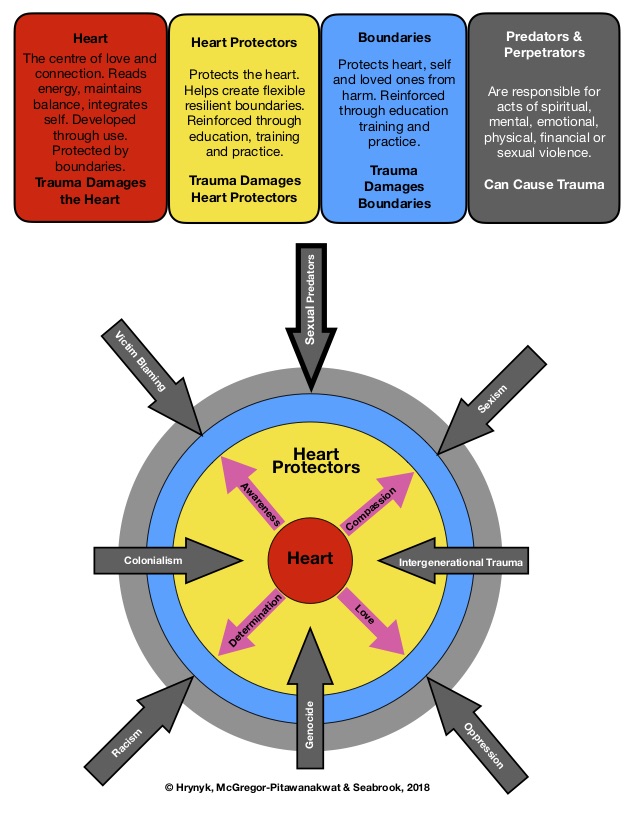 Heart
The centre of love and
connection. Reads
energy, maintains
balance, integrates
self. Developed
through use.
Protected by
boundaries.
Trauma Damages
the Heart
Heart Protectors
Protects the heart.
Helps create flexible
resilient boundaries.
Reinforced through
education, training
and practice.
Trauma Damages
Heart Protectors
Boundaries
Protects heart, self
and loved ones from
harm. Reinforced
through education
training and
practice.
Trauma
Damages
Boundaries
Predators &
Perpetrators
Are responsible for
acts of spiritual,
mental, emotional,
physical, financial or
sexual violence.
Can Cause Trauma
Sexual Predators
Victim Blaming
Sexism
Heart
Protectors
Awareness
Compassion
Colonialism
Heart
Intergenerational Trauma
Determination
Love
Genocide
Racism
Oppression
© Hrynyk, McGregor-Pitawanakwat & Seabrook, 2018